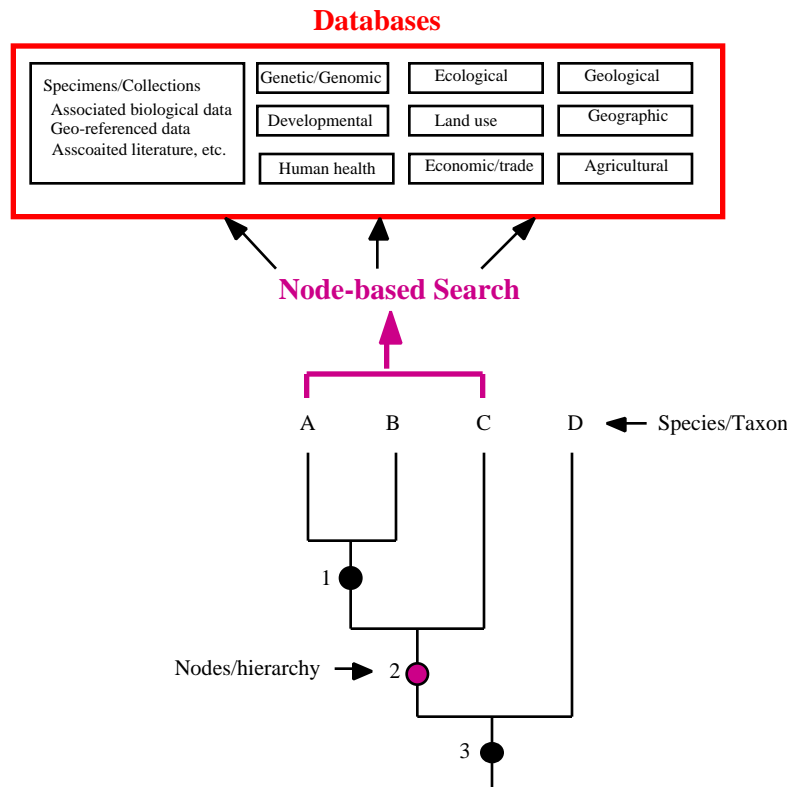 Databases
Specimens/Collections
Associated biological data
Geo-referenced data
Asscoaited literature, etc.
Genetic/Genomic
Ecological
Geological
Developmental
Land use
Geographic
Human health
Economic/trade
Agricultural
Node-based Search
A B C D
Species/Taxon
1
Nodes/hierarchy
2
3